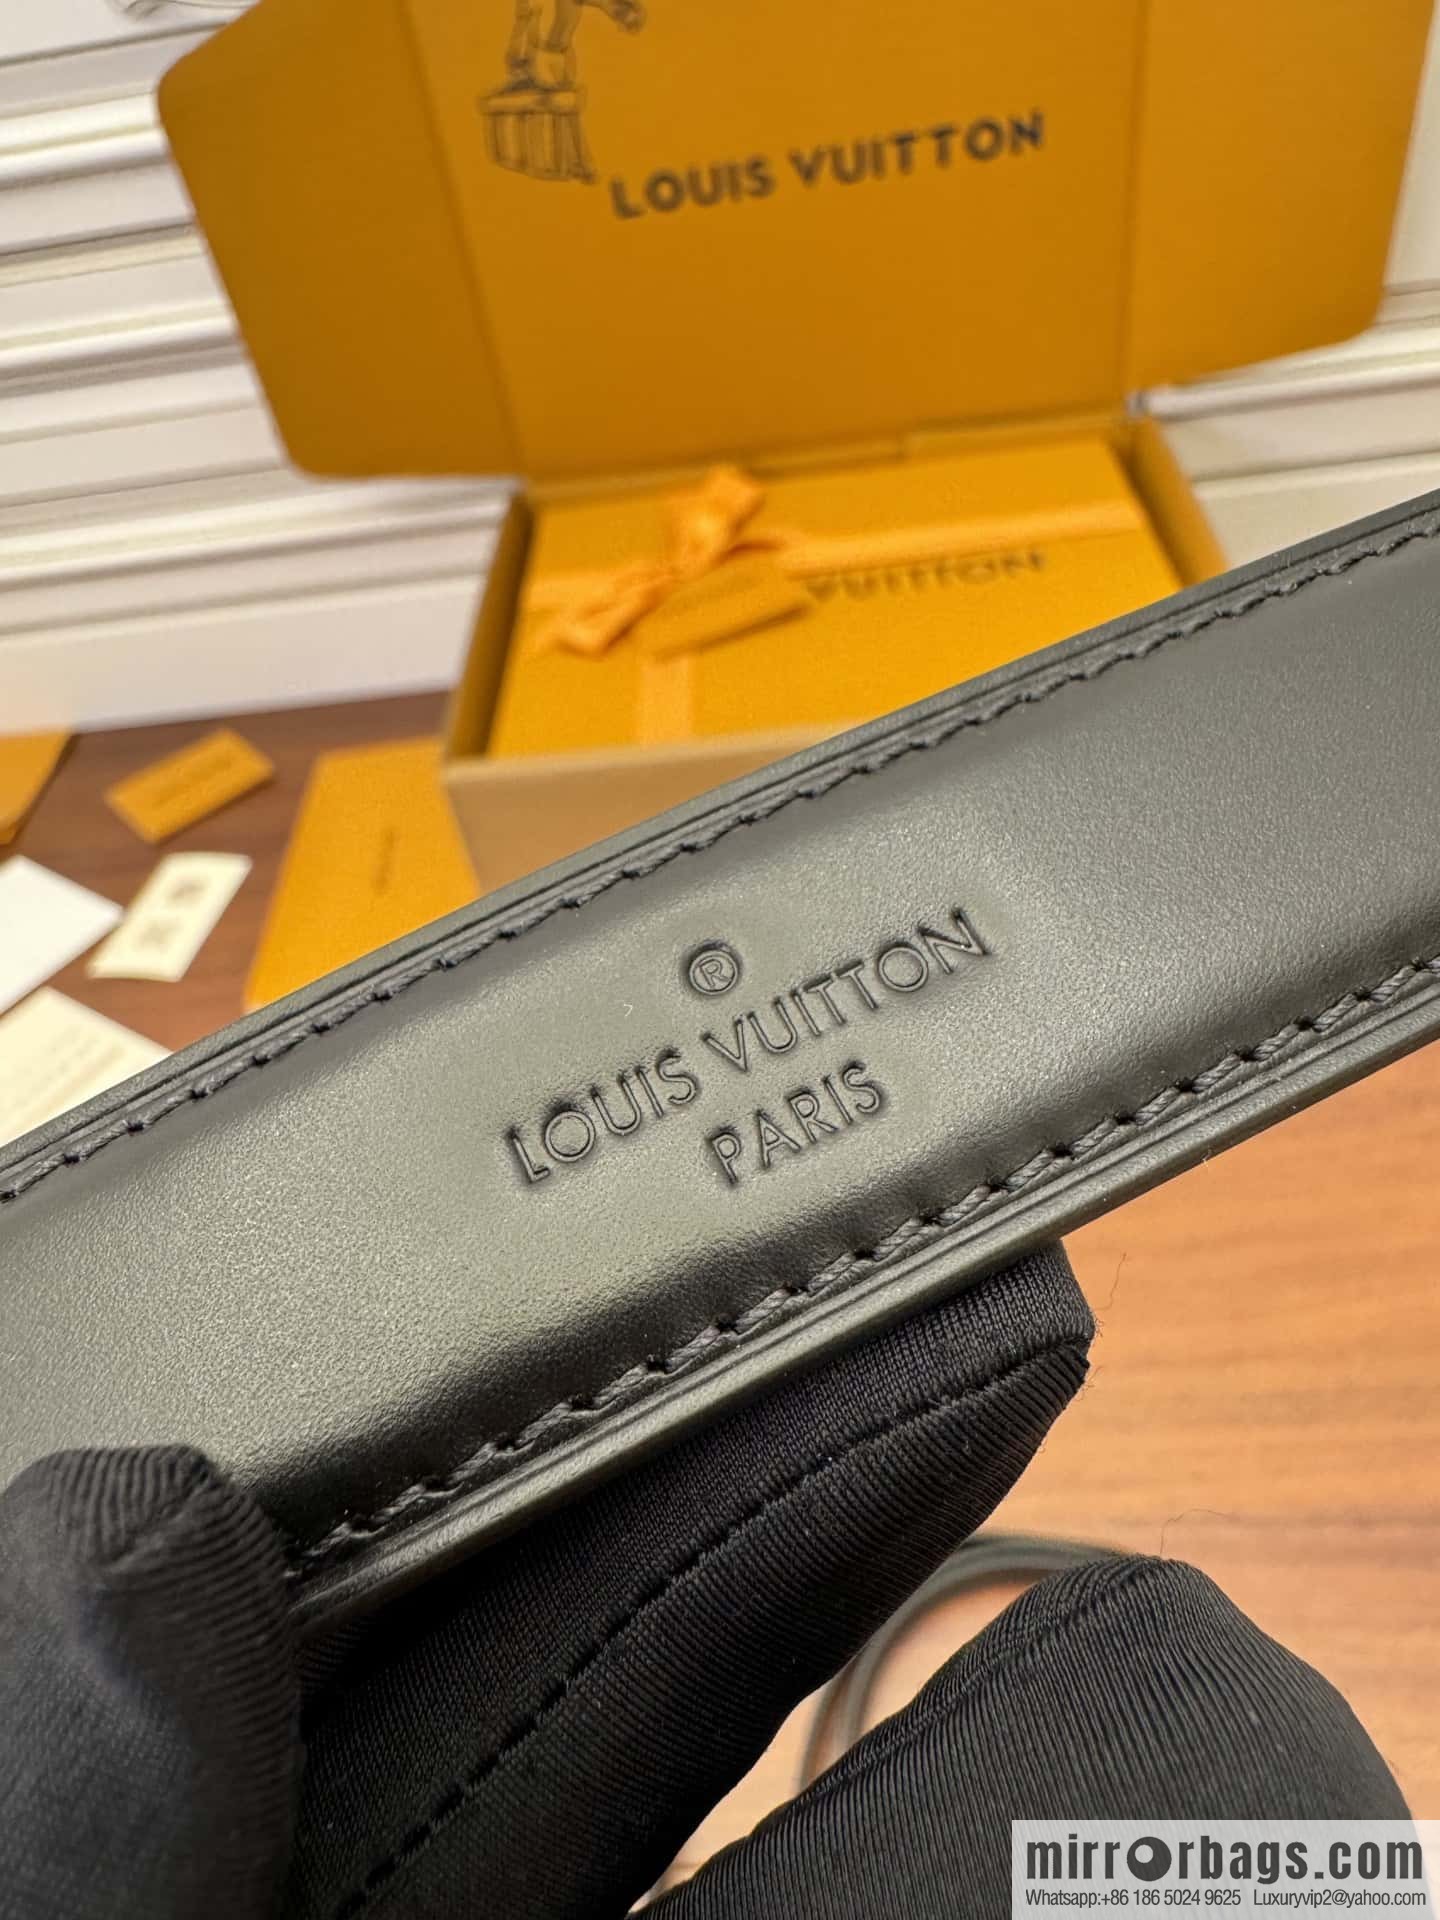 LOUIS VUITTON
VUITTON
®
LOUIS VUITTON
PARIS
mirrorbags.com
Whatsapp:+86 186 5024 9625 Luxuryvip2@yahoo.com